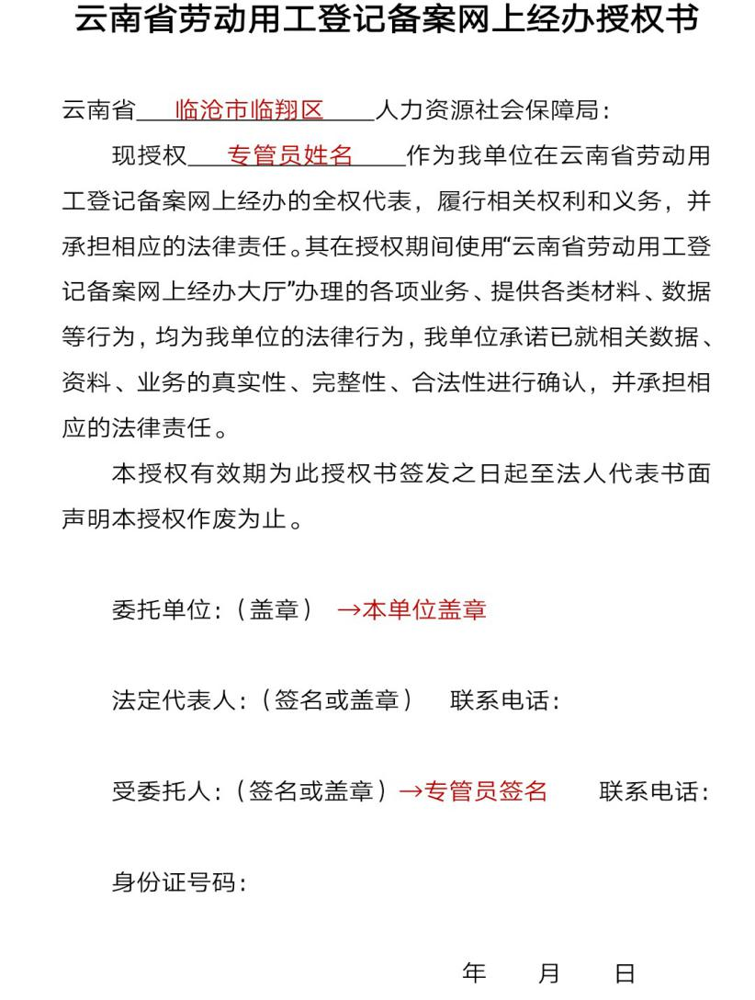 云南省劳动用工登记备案网上经办授权书
云南省 临沧市临翔区 人力资源社会保障局：
现授权 专管员姓名 作为我单位在云南省劳动用
工登记备案网上经办的全权代表，履行相关权利和义务，并
承担相应的法律责任。其在授权期间使用“云南省劳动用工登
记备案网上经办大厅”办理的各项业务、提供各类材料、数据
等行为，均为我单位的法律行为，我单位承诺已就相关数据、
资料、业务的真实性、完整性、合法性进行确认，并承担相
应的法律责任。
本授权有效期为此授权书签发之日起至法人代表书面
声明本授权作废为止。
委托单位：（盖章） →本单位盖章
法定代表人：（签名或盖章） 联系电话：
受委托人：（签名或盖章）→专管员签名 联系电话：
身份证号码：
年 月 日